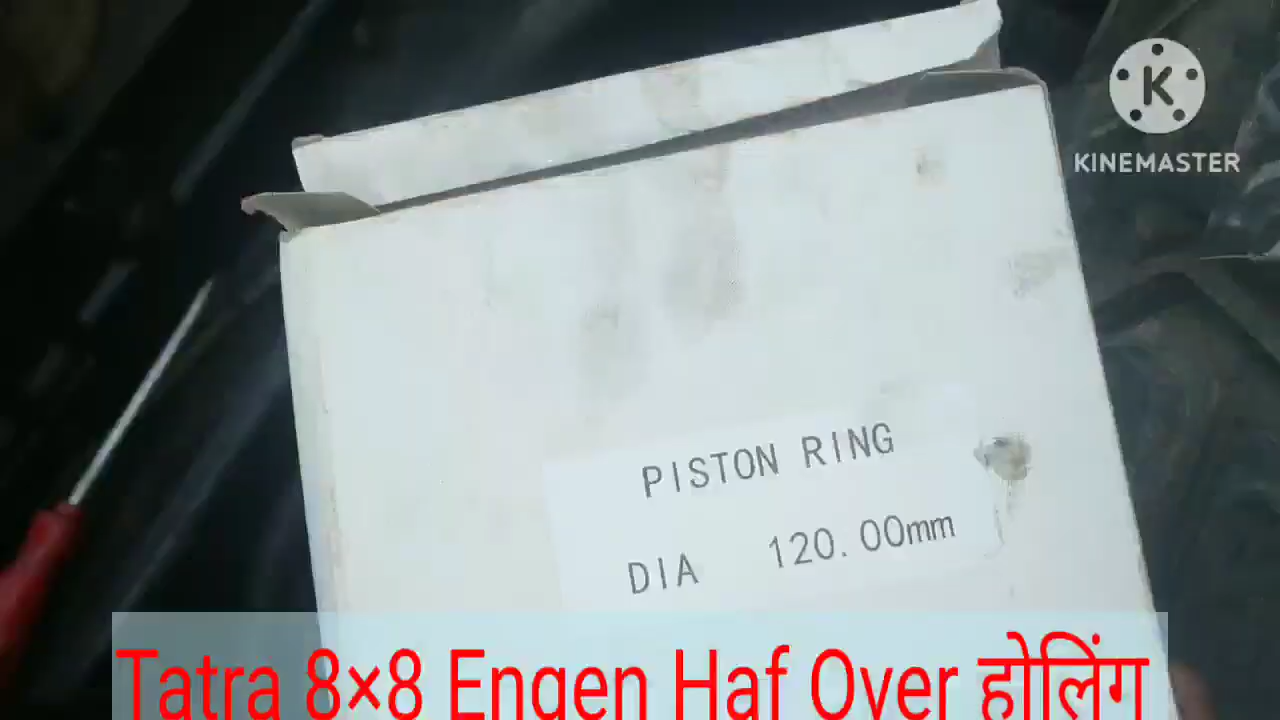 K
KINEMASTER
PISTON RING
DIA 120.00mm
Tatra 8×8 Engen Haf Over होलिंग